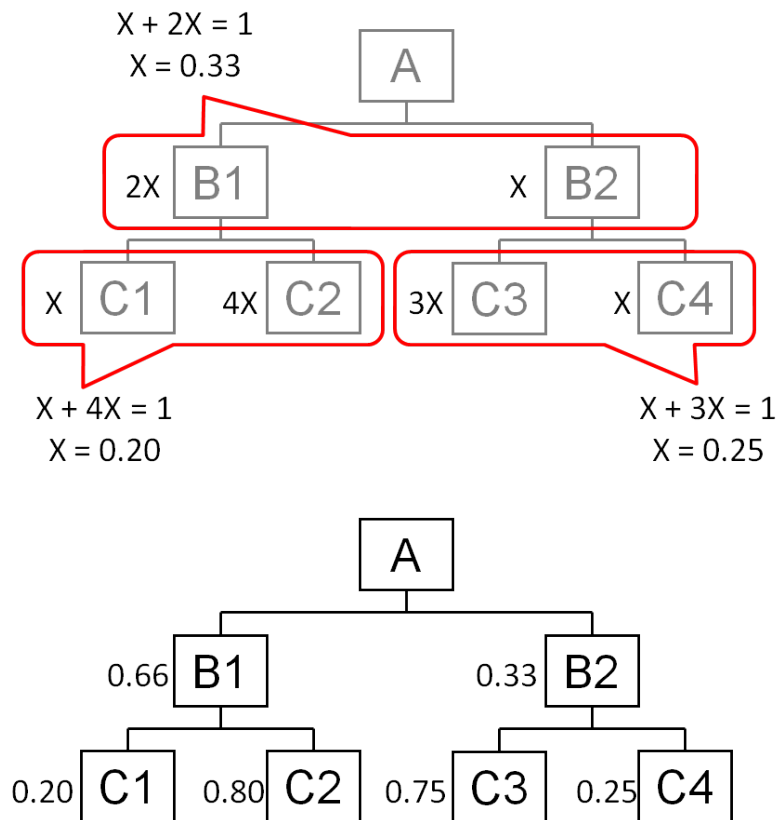 X + 2X = 1
X = 0.33
A
2X B1 X B2
X C1 4X C2 3X C3 X C4
X + 4X = 1 X + 3X = 1
X = 0.20 X = 0.25
A
0.66 B1 0.33 B2
0.20 C1 0.80 C2 0.75 C3 0.25 C4